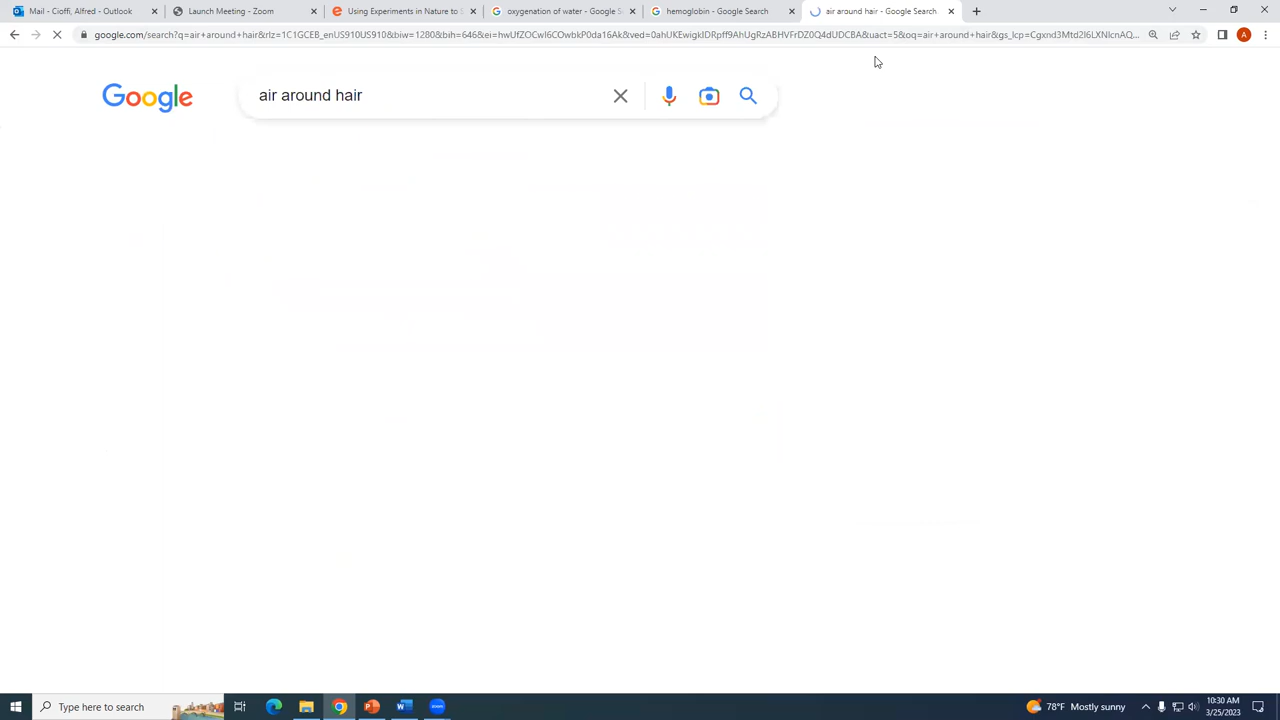 Mail - Cioffi, Alfred - Outlook
Launch Meeting - Zoom
Using Experiments in Nature to S
oxygenation of water - Google S
hemoglobin - Google Search
air around hair - Google Search
Google
air around hair
Type here to search
zoom
78°F Mostly sunny
10:30 AM
3/25/2023